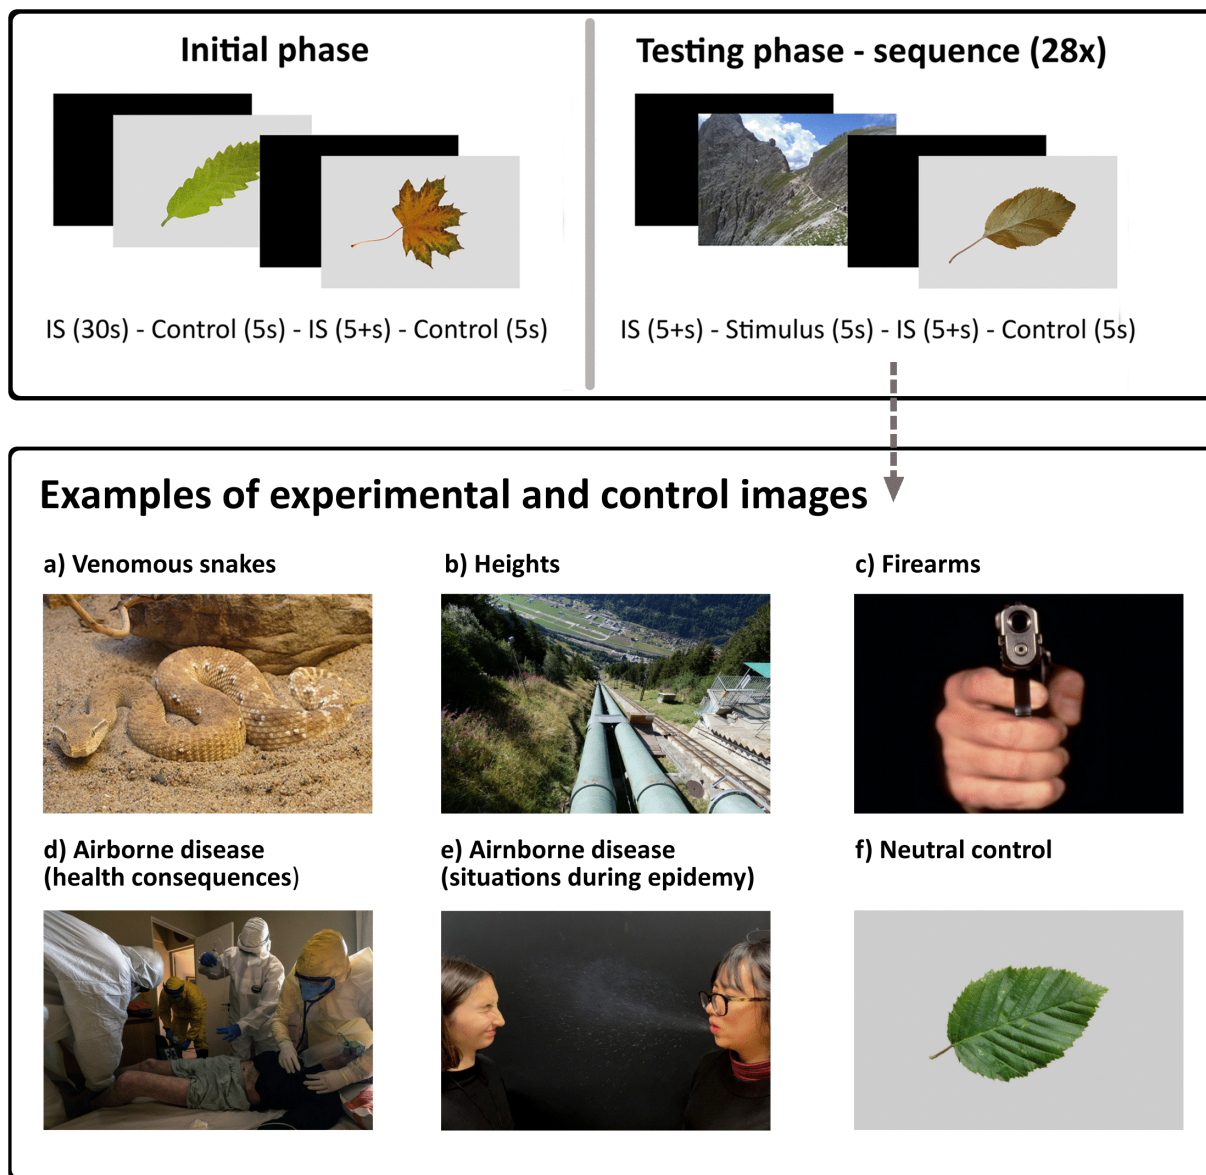 Initial phase
IS (30s) - Control (5s) - IS (5+s) - Control (5s)
Testing phase - sequence (28x)
IS (5+s) - Stimulus (5s) - IS (5+s) - Control (5s)
Examples of experimental and control images
a) Venomous snakes
b) Heights
c) Firearms
d) Airborne disease
(health consequences)
e) Airnborne disease
(situations during epidemy)
f) Neutral control